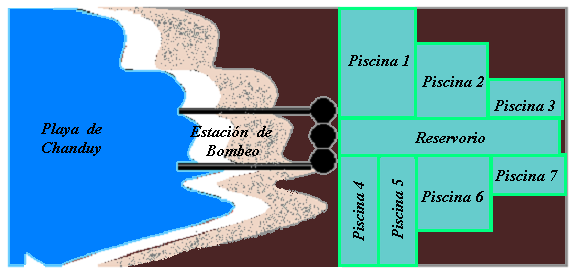 Piscina 1
Piscina 2
Piscina 3
Playa de
Chanduy
Estación de
Bombeo
Reservorio
Piscina 4
Piscina 5
Piscina 6
Piscina 7